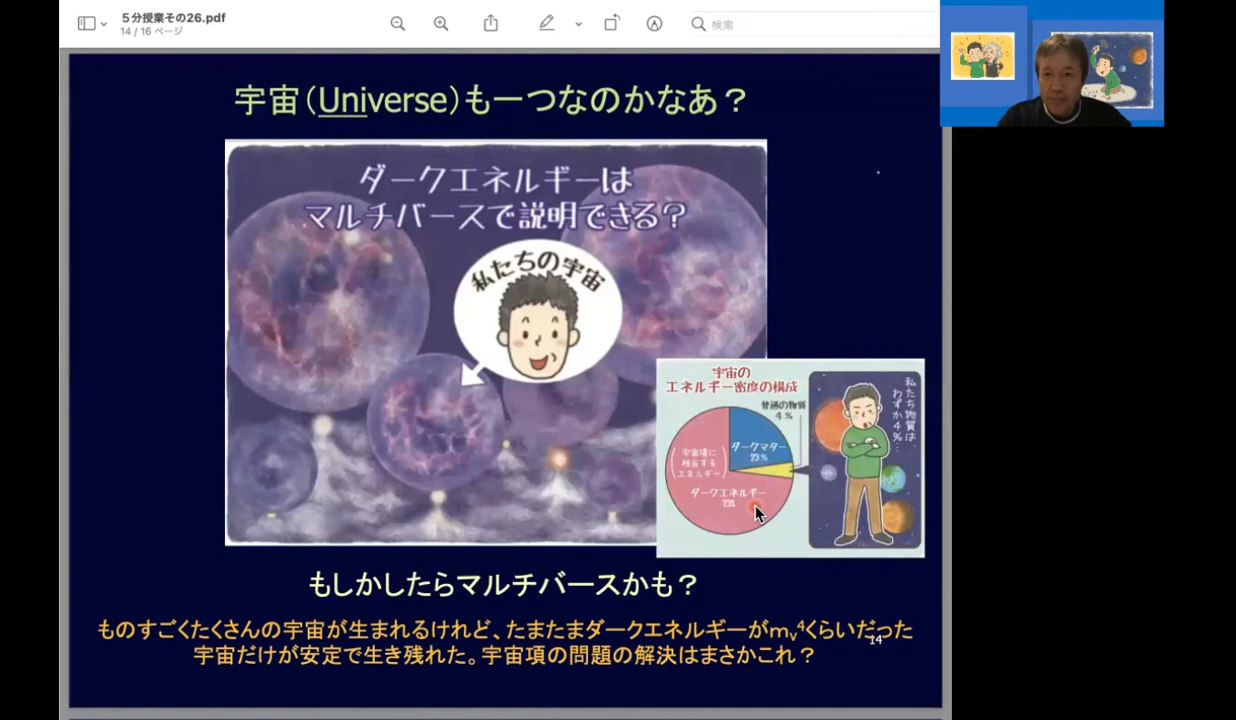 5分授業その26.pdf
14 / 16 ページ
検索
宇宙（Universe）も一つなのかなあ？
ダークエネルギーは
マルチバースで説明できる？
私たちの宇宙
宇宙の
エネルギー密度の構成
普通の物質
4％
ダークマター
23％
（宇宙項に
相当する
エネルギー）
ダークエネルギー
73％
私たち物質は、
わずか4％…
もしかしたらマルチバースかも？
ものすごくたくさんの宇宙が生まれるけれど、たまたまダークエネルギーがmν⁴くらいだった
宇宙だけが安定で生き残れた。宇宙項の問題の解決はまさかこれ？
14